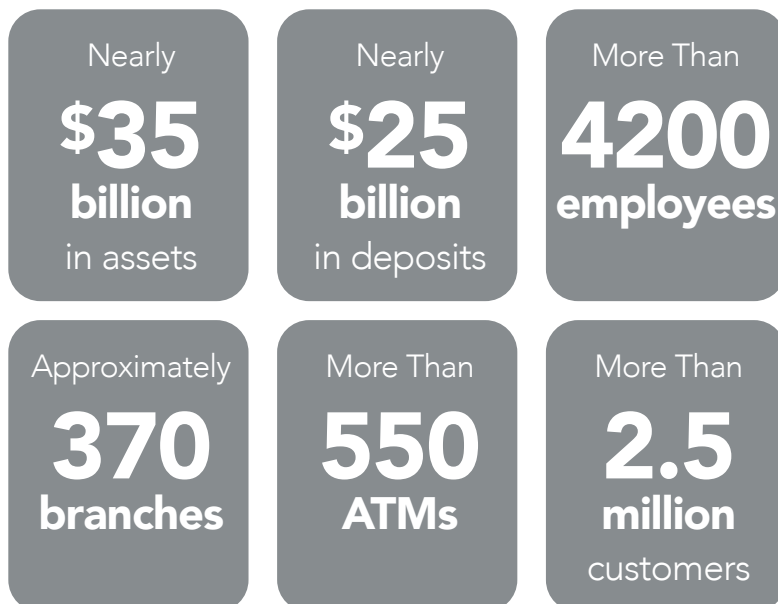 Nearly
$35
billion
in assets
Nearly
$25
billion
in deposits
More Than
4200
employees
Approximately
370
branches
More Than
550
ATMs
More Than
2.5
million
customers